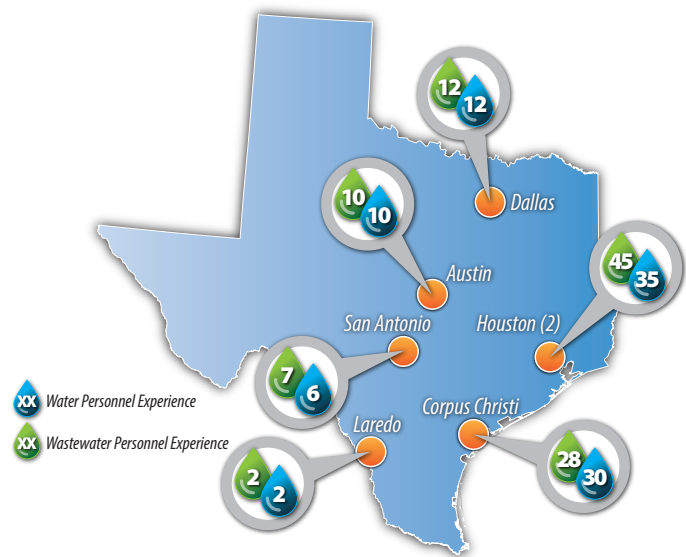 12
12
Dallas
10
10
Austin
45
35
San Antonio
Houston (2)
7
6
XX Water Personnel Experience
XX Wastewater Personnel Experience
Laredo
Corpus Christi
2
2
28
30